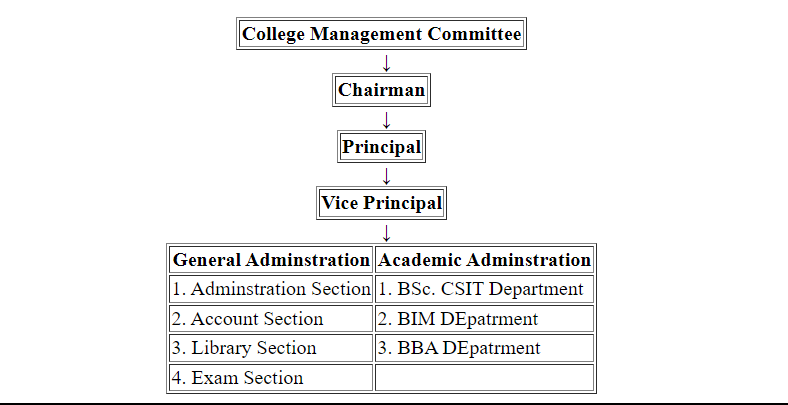 College Management Committee
↓
Chairman
↓
Principal
↓
Vice Principal
↓
General Adminstration Academic Adminstration
1. Adminstration Section 1. BSc. CSIT Department
2. Account Section 2. BIM DEpatrment
3. Library Section 3. BBA DEpatrment
4. Exam Section